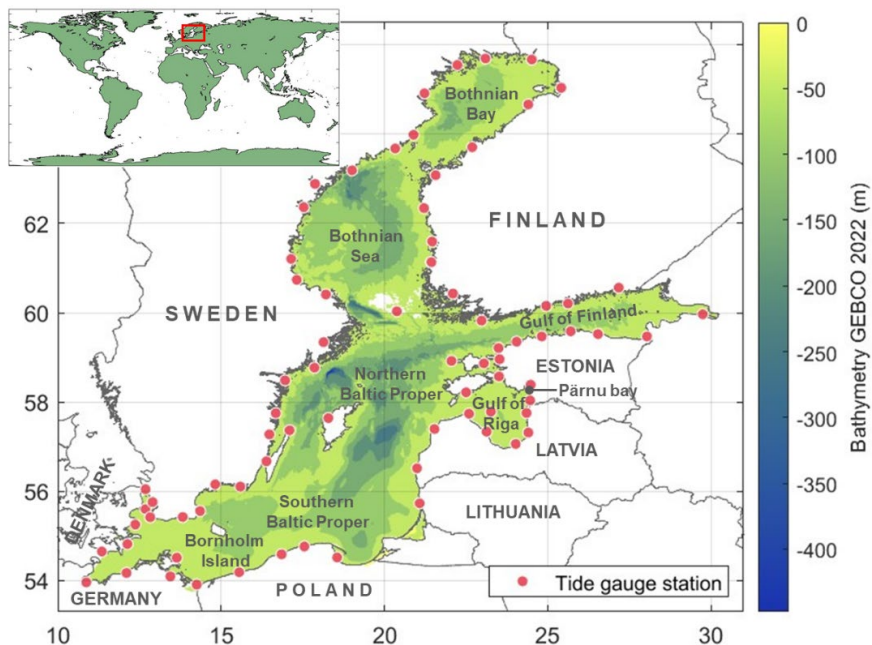 Bothnian
Bay
FINLAND
62
Bothnian
Sea
SWEDEN
60
Gulf of Finland
ESTONIA
Northern
Baltic Proper
Pärnu bay
58
Gulf of
Riga
LATVIA
DENMARK
56
Southern
Baltic Proper
LITHUANIA
Bornholm
Island
54
GERMANY
POLAND
Tide gauge station
10
15
20
25
30
0
-50
-100
-150
-200
-250
-300
-350
-400
Bathymetry GEBCO 2022 (m)